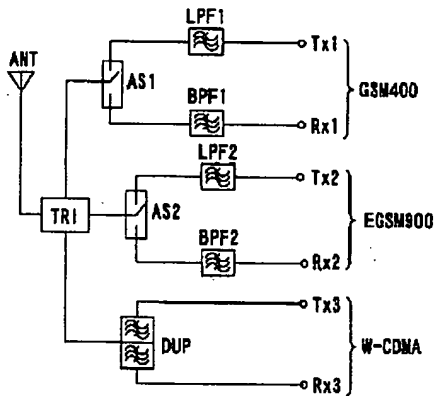 LPF1
Tx1
ANT
AS1
GSM400
BPF1
Rx1
LPF2
Tx2
TRI
AS2
EGSM900
BPF2
Rx2
Tx3
DUP
W-CDMA
Rx3